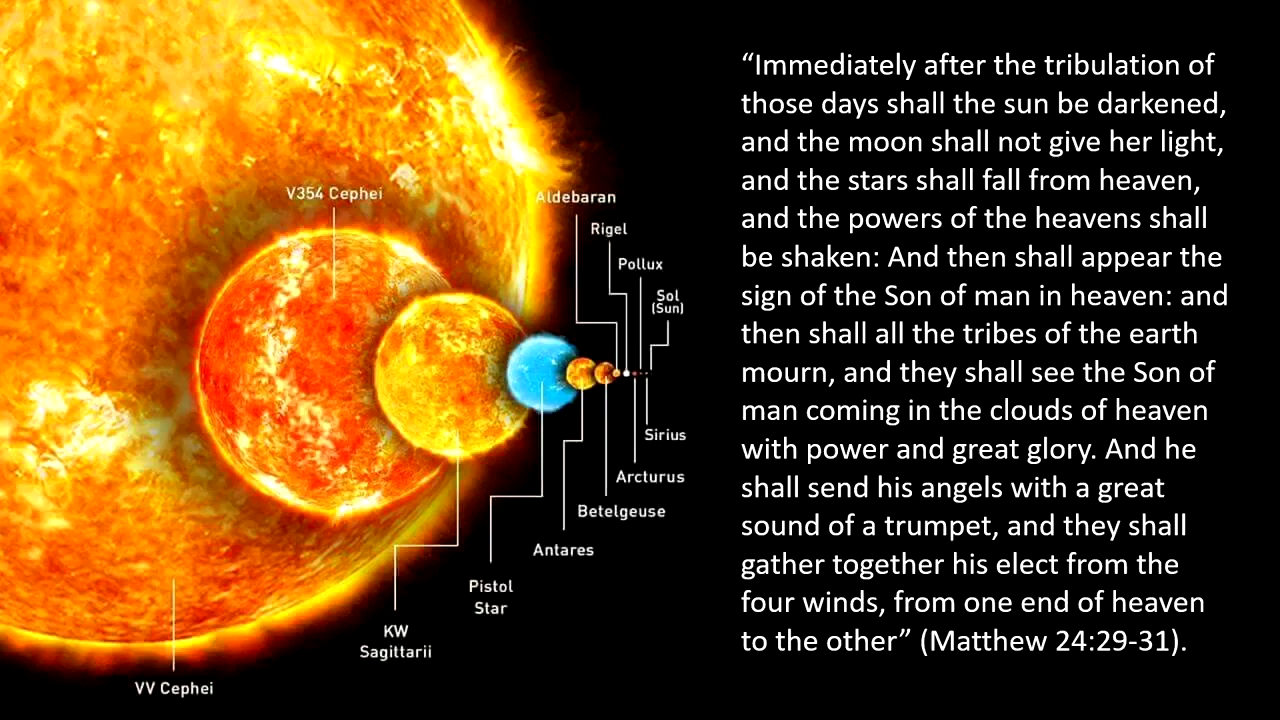 V354 Cephei
Aldebaran
Rigel
Pollux
Sol
(Sun)
Sirius
Arcturus
Betelgeuse
Antares
Pistol
Star
KW
Sagittarii
VV Cephei
“Immediately after the tribulation of
those days shall the sun be darkened,
and the moon shall not give her light,
and the stars shall fall from heaven,
and the powers of the heavens shall
be shaken: And then shall appear the
sign of the Son of man in heaven: and
then shall all the tribes of the earth
mourn, and they shall see the Son of
man coming in the clouds of heaven
with power and great glory. And he
shall send his angels with a great
sound of a trumpet, and they shall
gather together his elect from the
four winds, from one end of heaven
to the other” (Matthew 24:29-31).